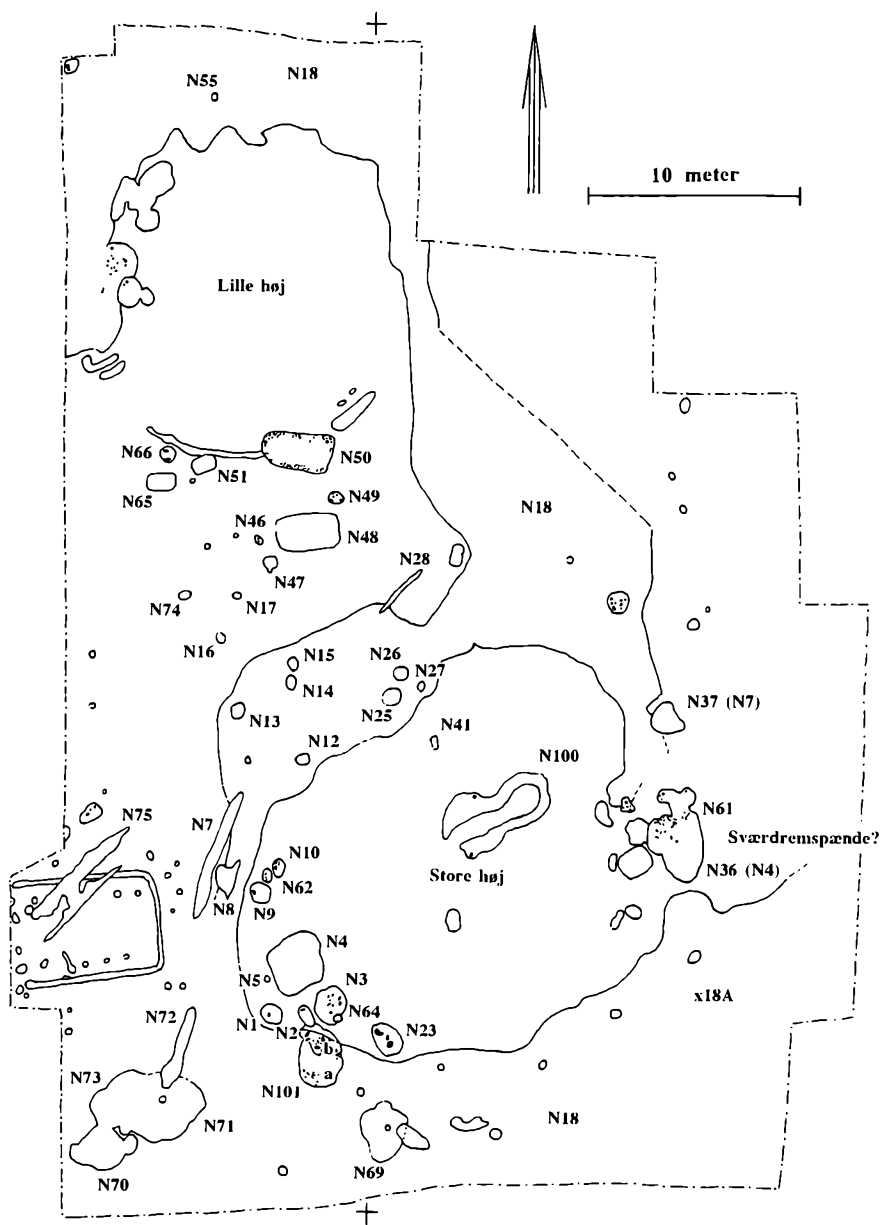 N55
N18
10 meter
Lille høj
N66
N51
N50
N65
N49
N46
N48
N18
N28
N47
N74
N17
N16
N15
N26
N27
N14
N25
N37 (N7)
N13
N41
N12
N100
N75
N7
N61
N10
Sværdremspænde?
N62
Store høj
N36 (N4)
N8
N9
N4
N5
N3
x18A
N72
N1
N2
N64
N23
b
a
N73
N101
N71
N18
N70
N69